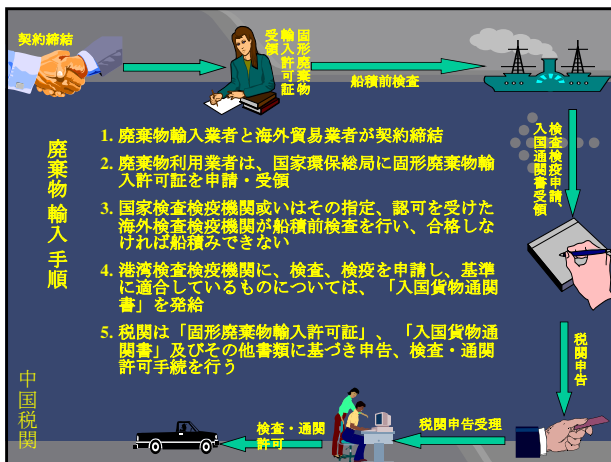 契約締結
固形廃棄物
輸入許可証
受領
船積前検査
検査検疫申請、
入国通関書受領
税関申告
税関申告受理
検査・通関
許可
廃棄物輸入手順
1. 廃棄物輸入業者と海外貿易業者が契約締結
2. 廃棄物利用業者は、国家環保総局に固形廃棄物輸
入許可証を申請・受領
3. 国家検査検疫機関或いはその指定、認可を受けた
海外検査検疫機関が船積前検査を行い、合格しな
ければ船積みできない
4. 港湾検査検疫機関に、検査、検疫を申請し、基準
に適合しているものについては、「入国貨物通関
書」を発給
5. 税関は「固形廃棄物輸入許可証」、「入国貨物通
関書」及びその他書類に基づき申告、検査・通関
許可手続を行う
中国税関